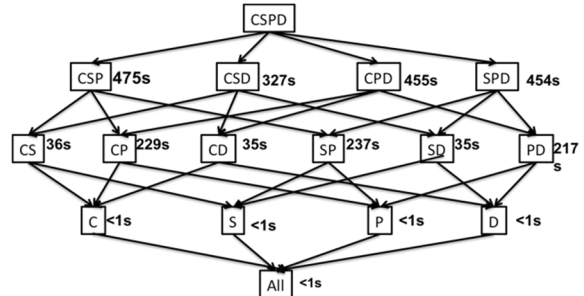 CSPD
CSP 475s CSD 327s CPD 455s SPD 454s
CS 36s CP 229s CD 35s SP 237s SD 35s PD 217
s
C <1s S <1s P <1s D <1s
All <1s